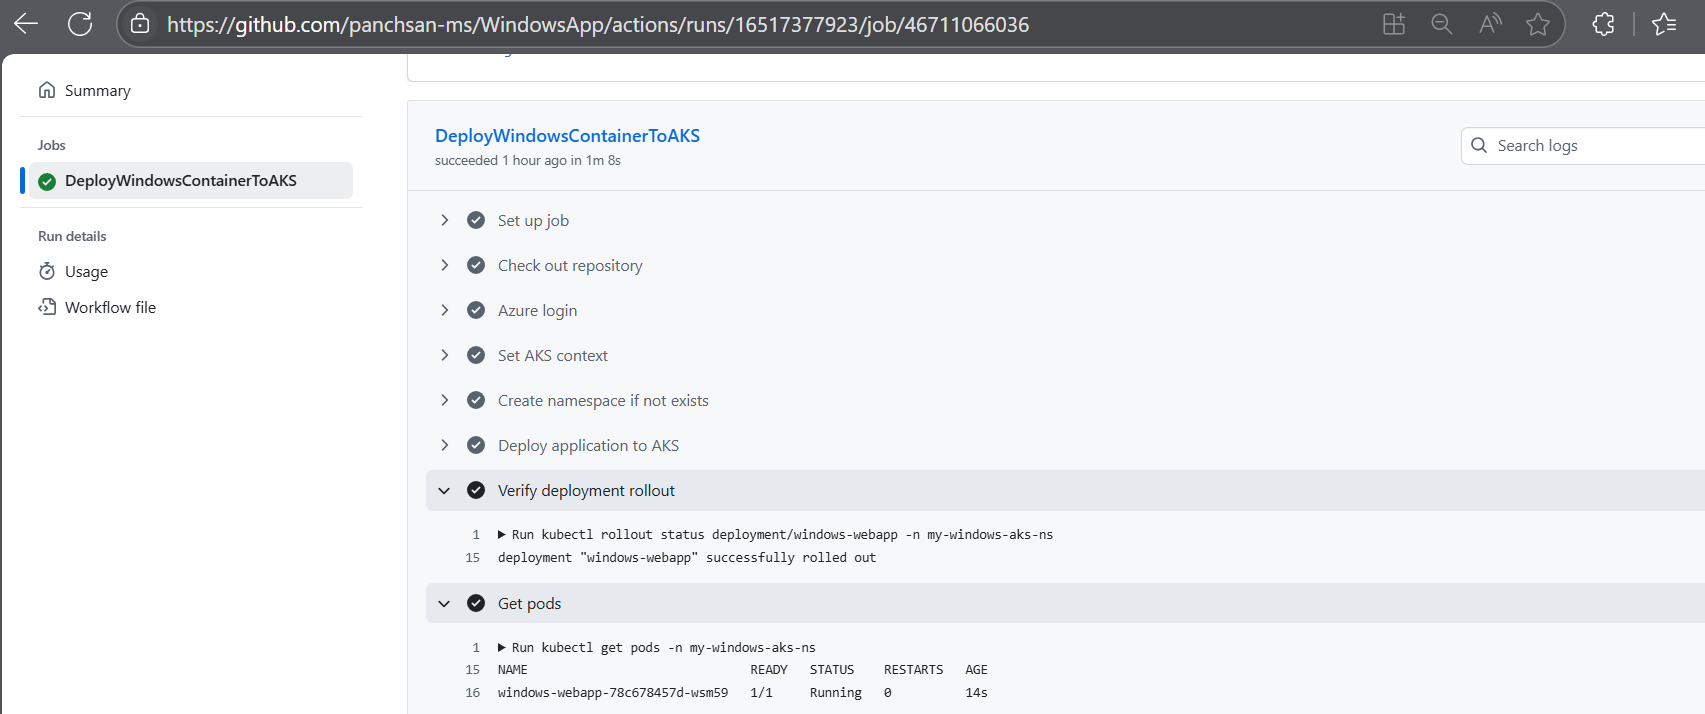 https://github.com/panchsan-ms/WindowsApp/actions/runs/16517377923/job/46711066036
Summary
Jobs
DeployWindowsContainerToAKS
Run details
Usage
Workflow file
DeployWindowsContainerToAKS
succeeded 1 hour ago in 1m 8s
Search logs
Set up job
Check out repository
Azure login
Set AKS context
Create namespace if not exists
Deploy application to AKS
Verify deployment rollout
1 Run kubectl rollout status deployment/windows-webapp -n my-windows-aks-ns
15 deployment "windows-webapp" successfully rolled out
Get pods
1 Run kubectl get pods -n my-windows-aks-ns
15 NAME READY STATUS RESTARTS AGE
16 windows-webapp-78c678457d-wsm59 1/1 Running 0 14s